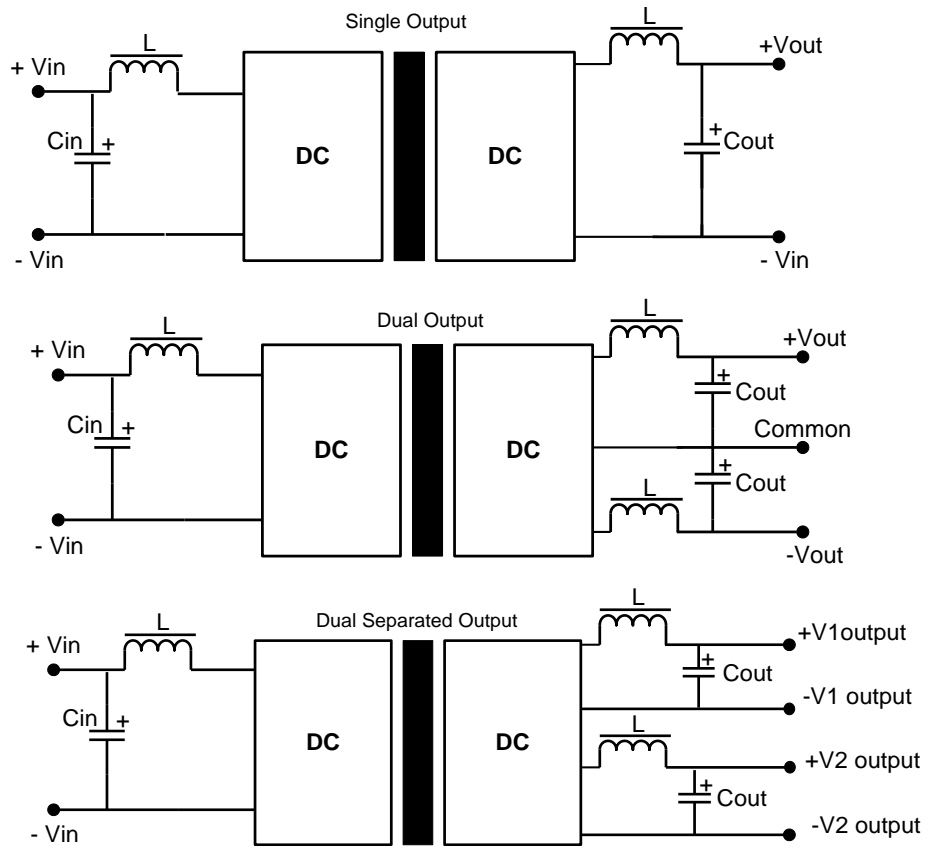 Single Output
L
L
+ Vin
+Vout
Cin
+
DC
DC
+
Cout
- Vin
- Vin
Dual Output
L
L
+ Vin
+Vout
+
Cout
Cin
+
DC
DC
Common
+
Cout
L
- Vin
-Vout
Dual Separated Output
L
L
+ Vin
+V1output
+
Cout
-V1 output
Cin
+
DC
DC
L
+V2 output
+
Cout
- Vin
-V2 output